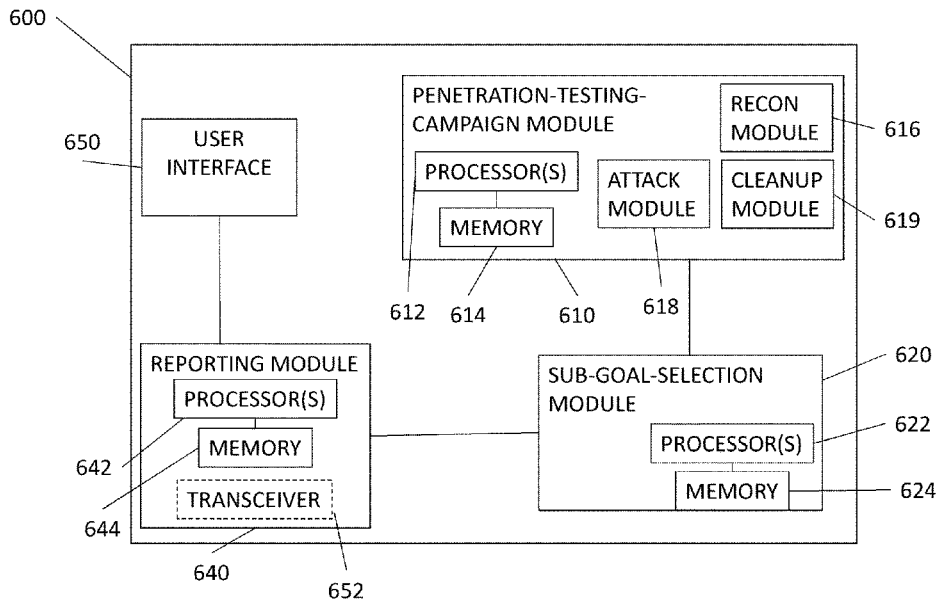 600
PENETRATION-TESTING-
CAMPAIGN MODULE
RECON
MODULE
616
650
USER
INTERFACE
PROCESSOR(S)
ATTACK
MODULE
CLEANUP
MODULE
619
MEMORY
612
614
610
618
REPORTING MODULE
PROCESSOR(S)
MEMORY
TRANSCEIVER
642
644
640
652
SUB-GOAL-SELECTION
MODULE
620
PROCESSOR(S)
622
MEMORY
624